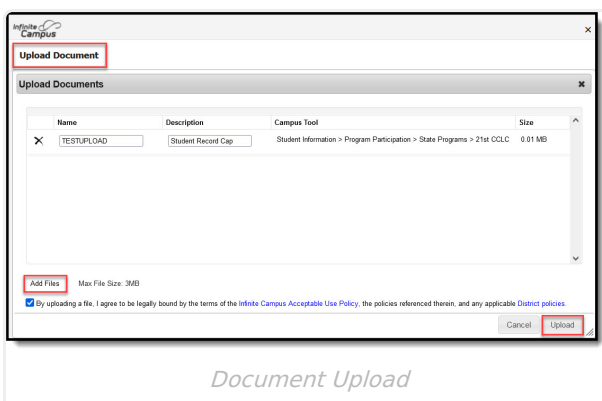 Infinite Campus
Upload Document
Upload Documents
Name Description Campus Tool Size
TESTUPLOAD Student Record Cap Student Information > Program Participation > State Programs > 21st CCLC 0.01 MB
Add Files Max File Size: 3MB
By uploading a file, I agree to be legally bound by the terms of the Infinite Campus Acceptable Use Policy, the policies referenced therein, and any applicable District policies.
Cancel Upload
Document Upload